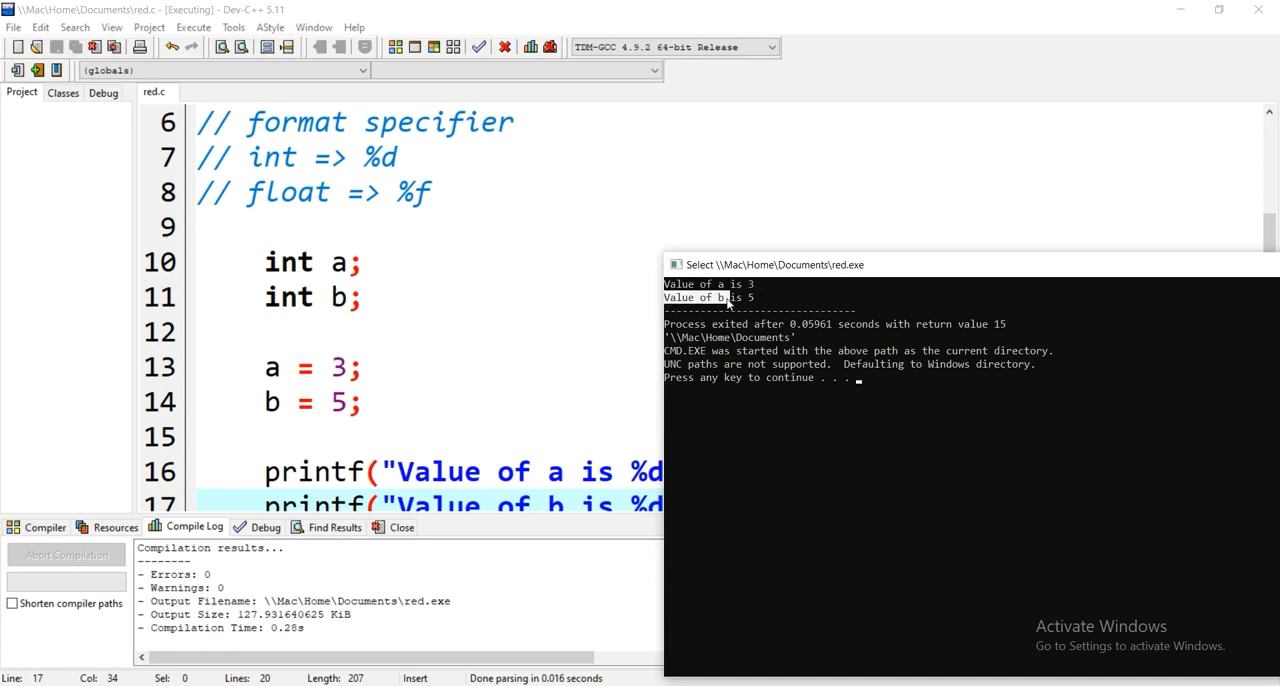 \\Mac\Home\Documents\red.c - [Executing] - Dev-C++ 5.11
File Edit Search View Project Execute Tools AStyle Window Help
TDM-GCC 4.9.2 64-bit Release
(globals)
Project Classes Debug
red.c
6 // format specifier
7 // int => %d
8 // float => %f
9
10 int a;
11 int b;
12
13 a = 3;
14 b = 5;
15
16 printf("Value of a is %d
17 printf("Value of b is %d
Select \\Mac\Home\Documents\red.exe
Value of a is 3
Value of b is 5
--------------------------------
Process exited after 0.05961 seconds with return value 15
'\\Mac\Home\Documents'
CMD.EXE was started with the above path as the current directory.
UNC paths are not supported.  Defaulting to Windows directory.
Press any key to continue . . .
Activate Windows
Go to Settings to activate Windows.
Compiler Resources Compile Log Debug Find Results Close
Abort Compilation
Shorten compiler paths
Compilation results...
--------
- Errors: 0
- Warnings: 0
- Output Filename: \\Mac\Home\Documents\red.exe
- Output Size: 127.931640625 KiB
- Compilation Time: 0.28s
Line: 17 Col: 34 Sel: 0 Lines: 20 Length: 207 Insert Done parsing in 0.016 seconds